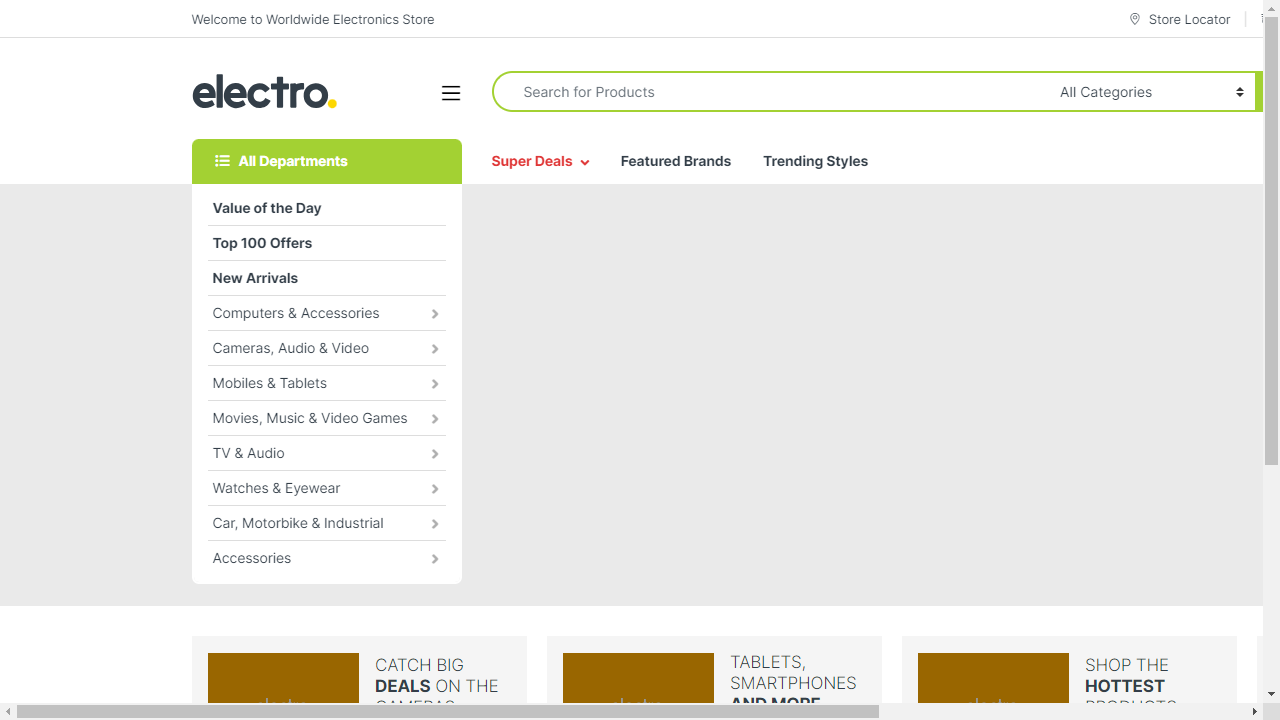 Welcome to Worldwide Electronics Store
Store Locator
electro.
Search for Products
All Categories
All Departments
Super Deals
Featured Brands
Trending Styles
Value of the Day
Top 100 Offers
New Arrivals
Computers & Accessories
Cameras, Audio & Video
Mobiles & Tablets
Movies, Music & Video Games
TV & Audio
Watches & Eyewear
Car, Motorbike & Industrial
Accessories
CATCH BIG
DEALS ON THE
CAMERAS
TABLETS,
SMARTPHONES
AND MORE
SHOP THE
HOTTEST
PRODUCTS